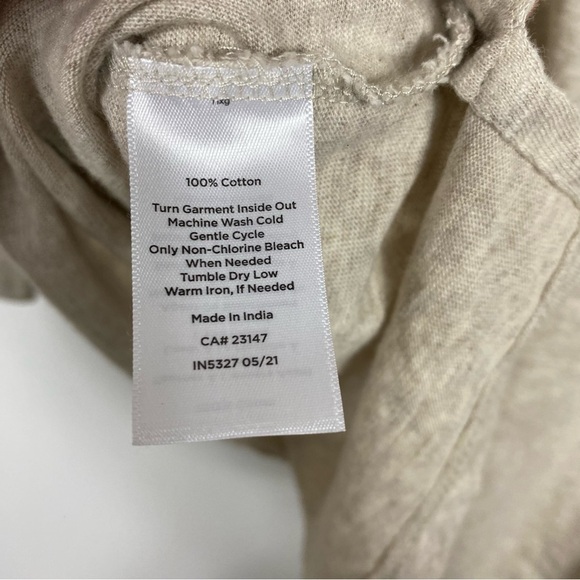 100% Cotton
Turn Garment Inside Out
Machine Wash Cold
Gentle Cycle
Only Non-Chlorine Bleach
When Needed
Tumble Dry Low
Warm Iron, If Needed
Made In India
CA# 23147
IN5327 05/21